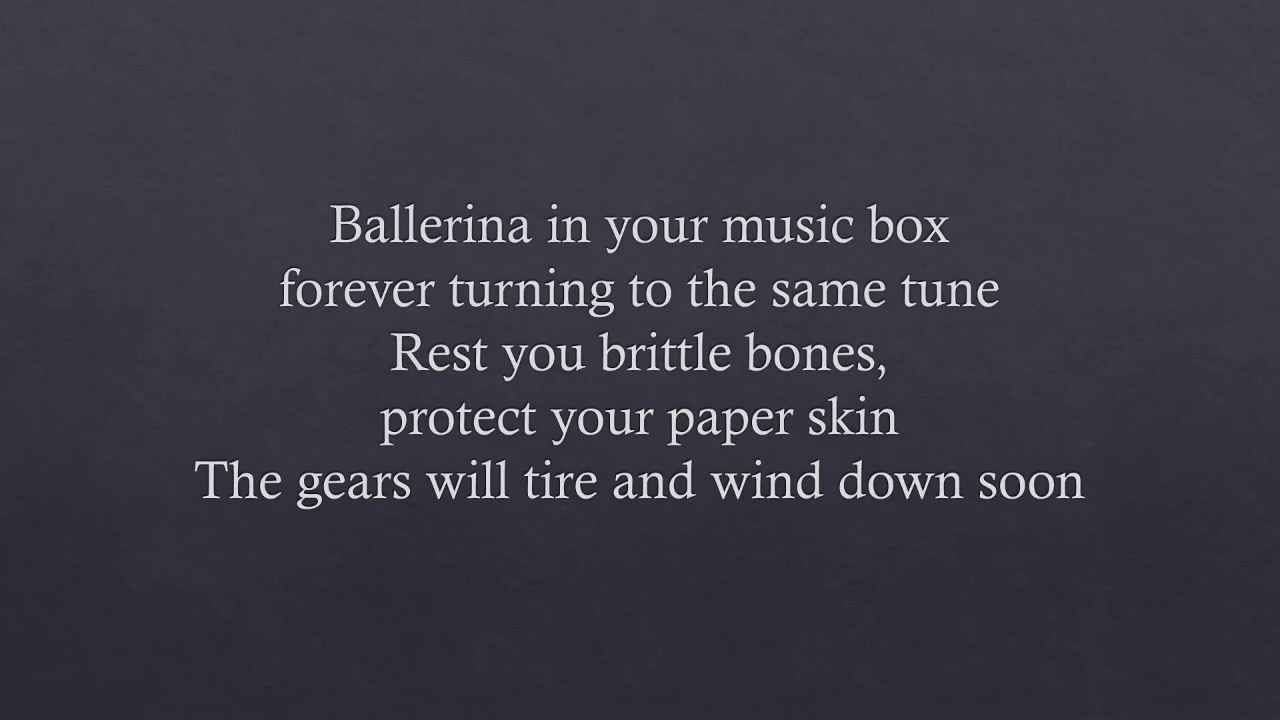 Ballerina in your music box
forever turning to the same tune
Rest you brittle bones,
protect your paper skin
The gears will tire and wind down soon